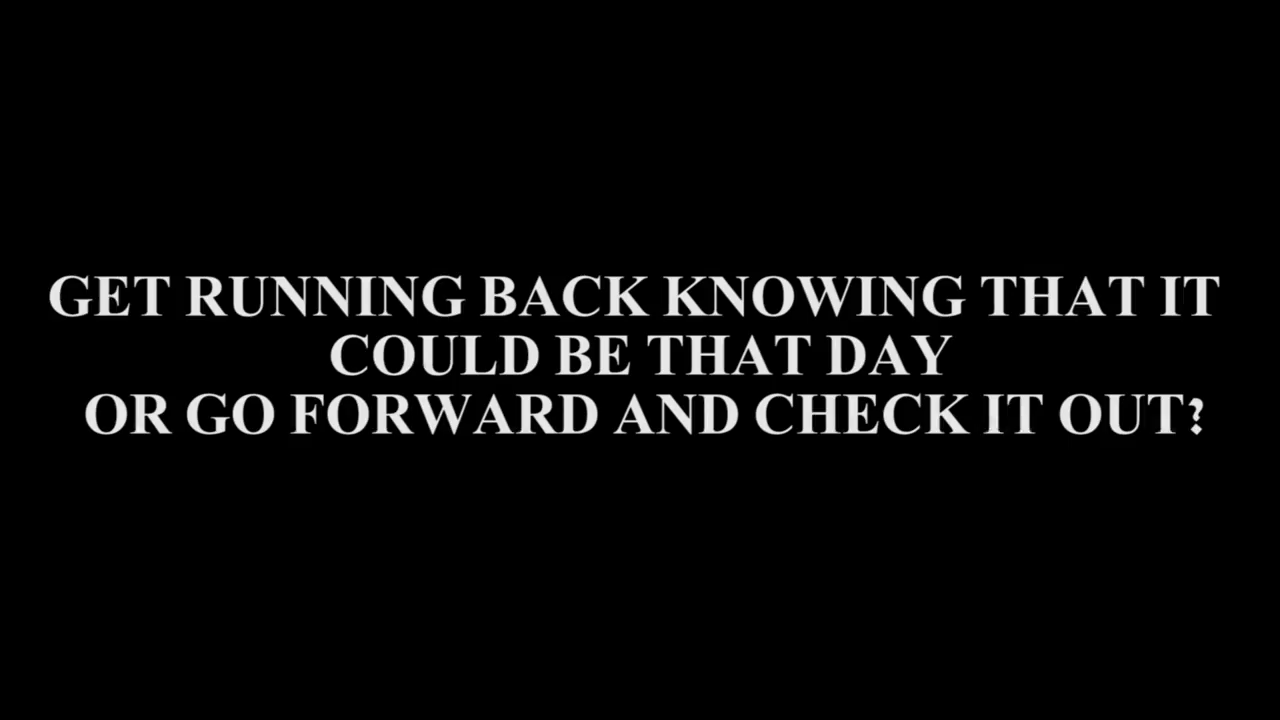 GET RUNNING BACK KNOWING THAT IT
COULD BE THAT DAY
OR GO FORWARD AND CHECK IT OUT?